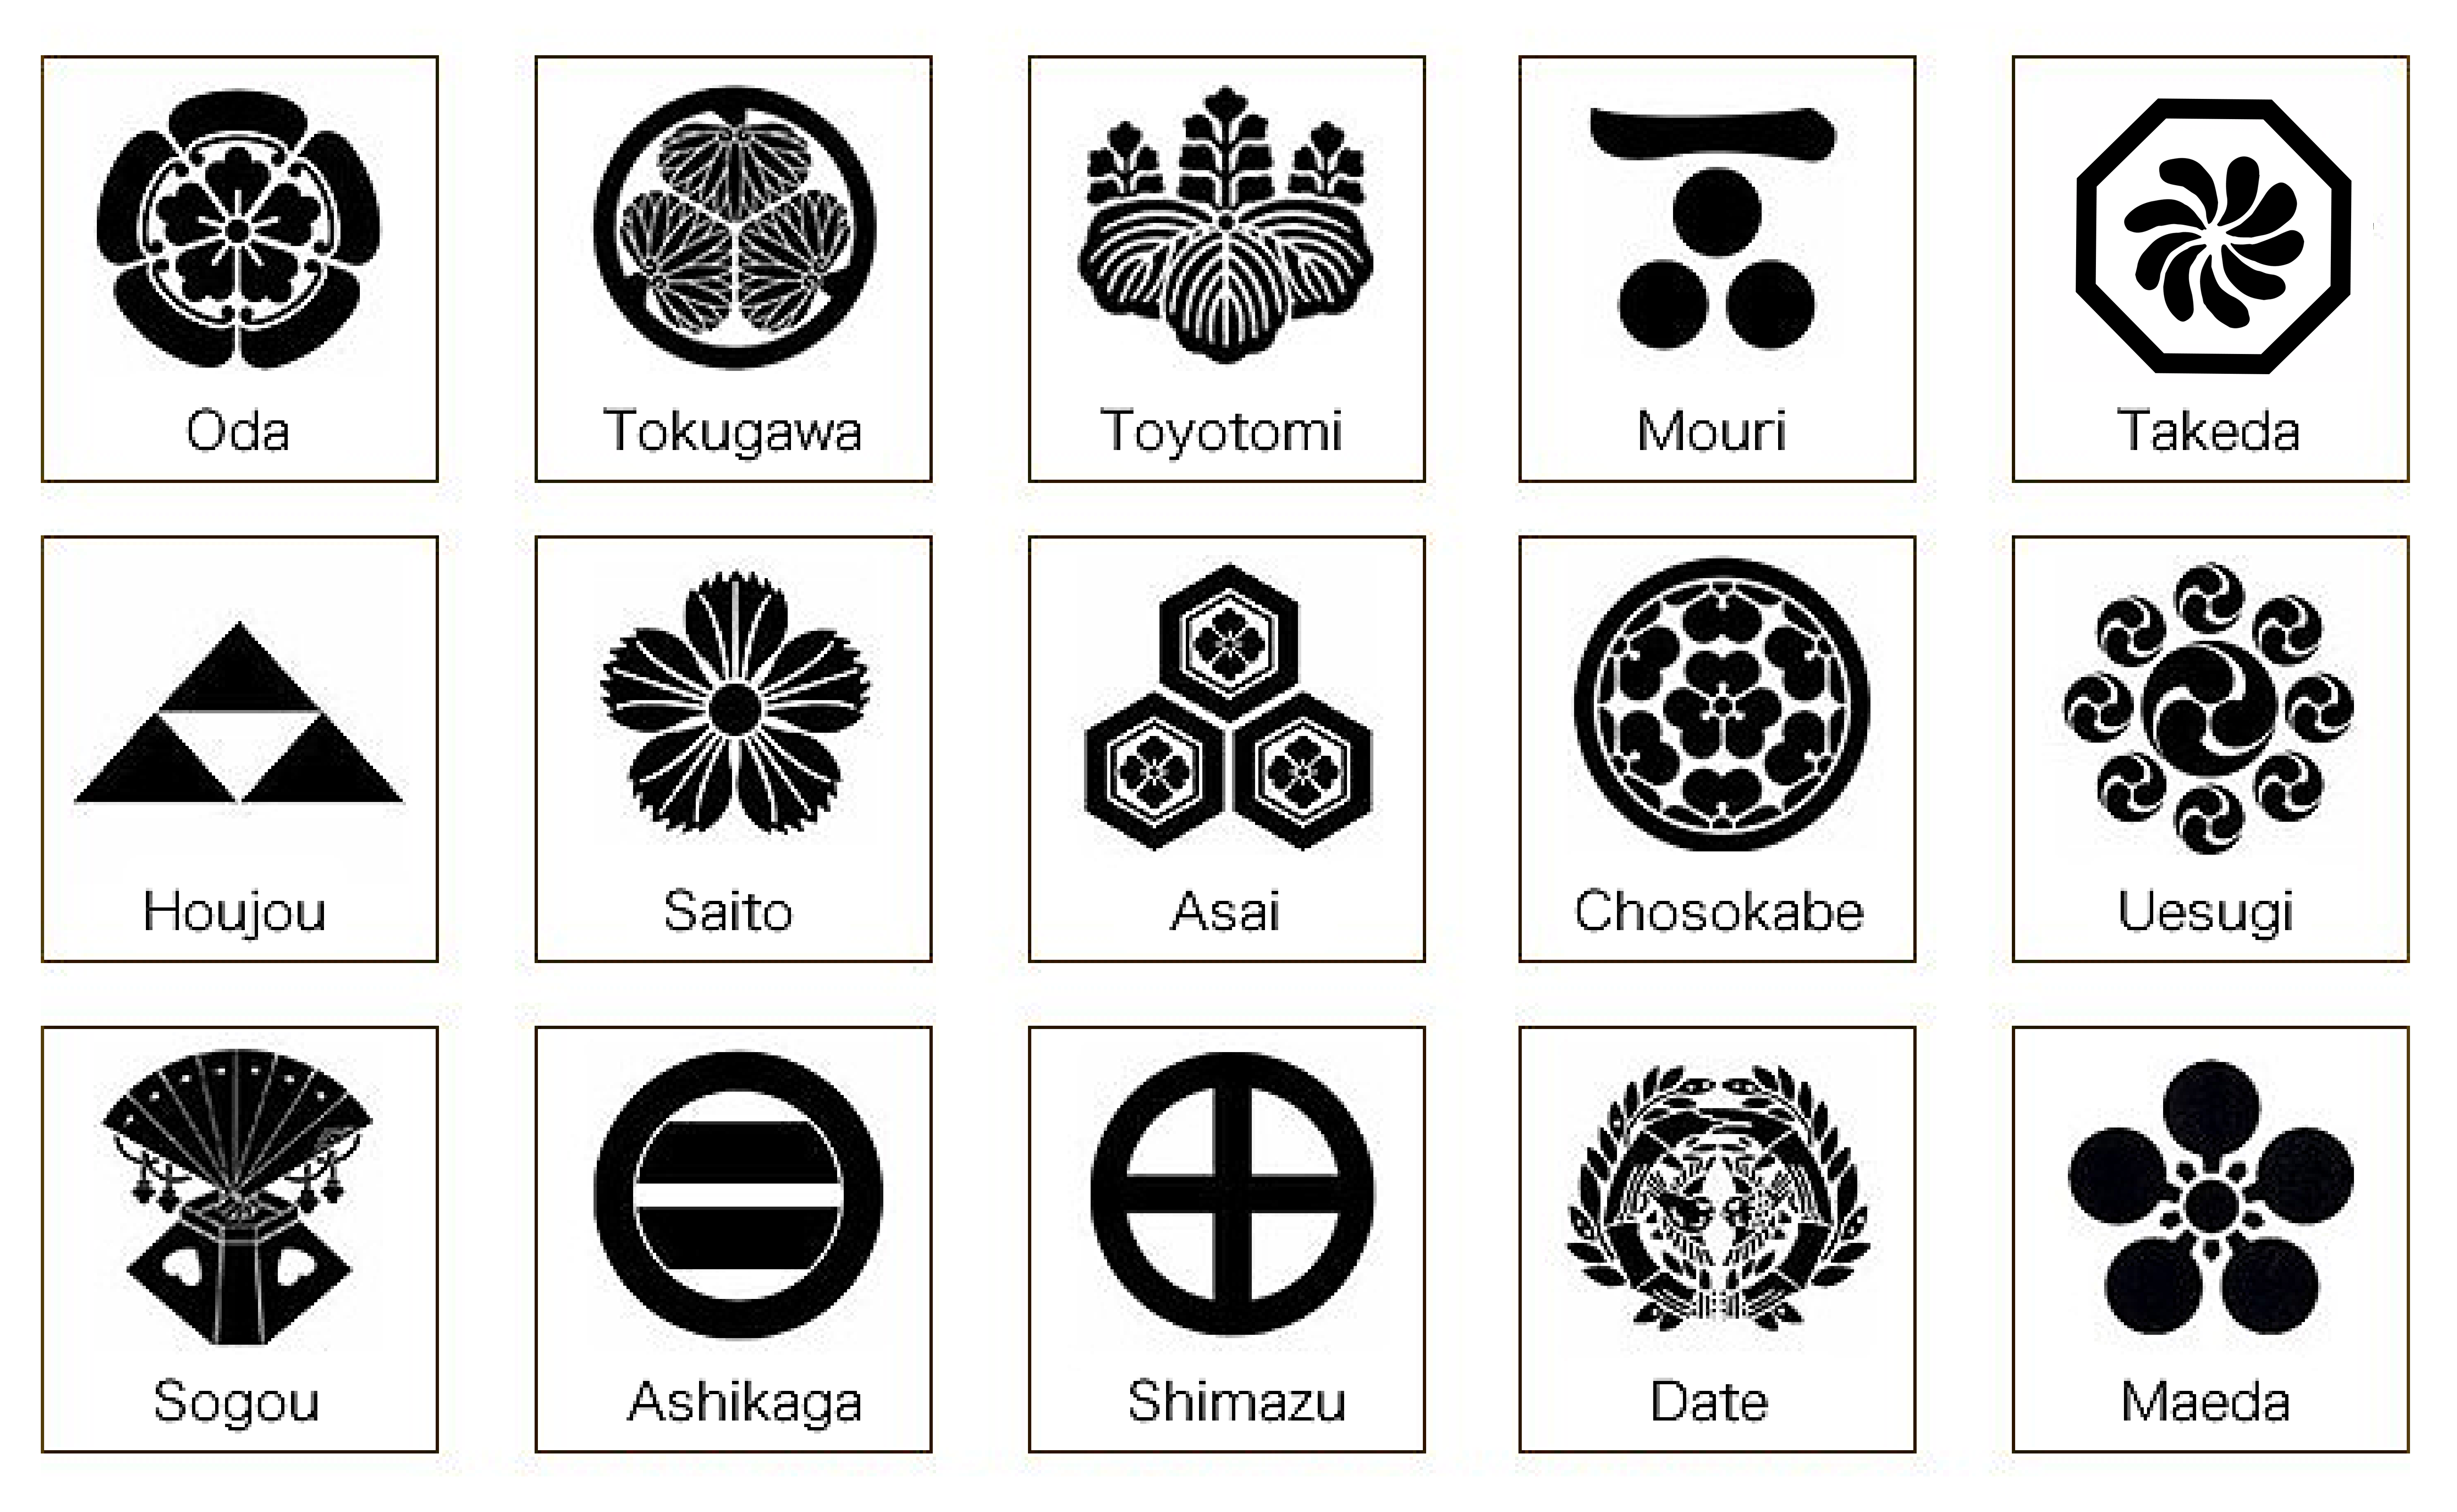 Oda
Tokugawa
Toyotomi
Mouri
Takeda
Houjou
Saito
Asai
Chosokabe
Uesugi
Sogou
Ashikaga
Shimazu
Date
Maeda